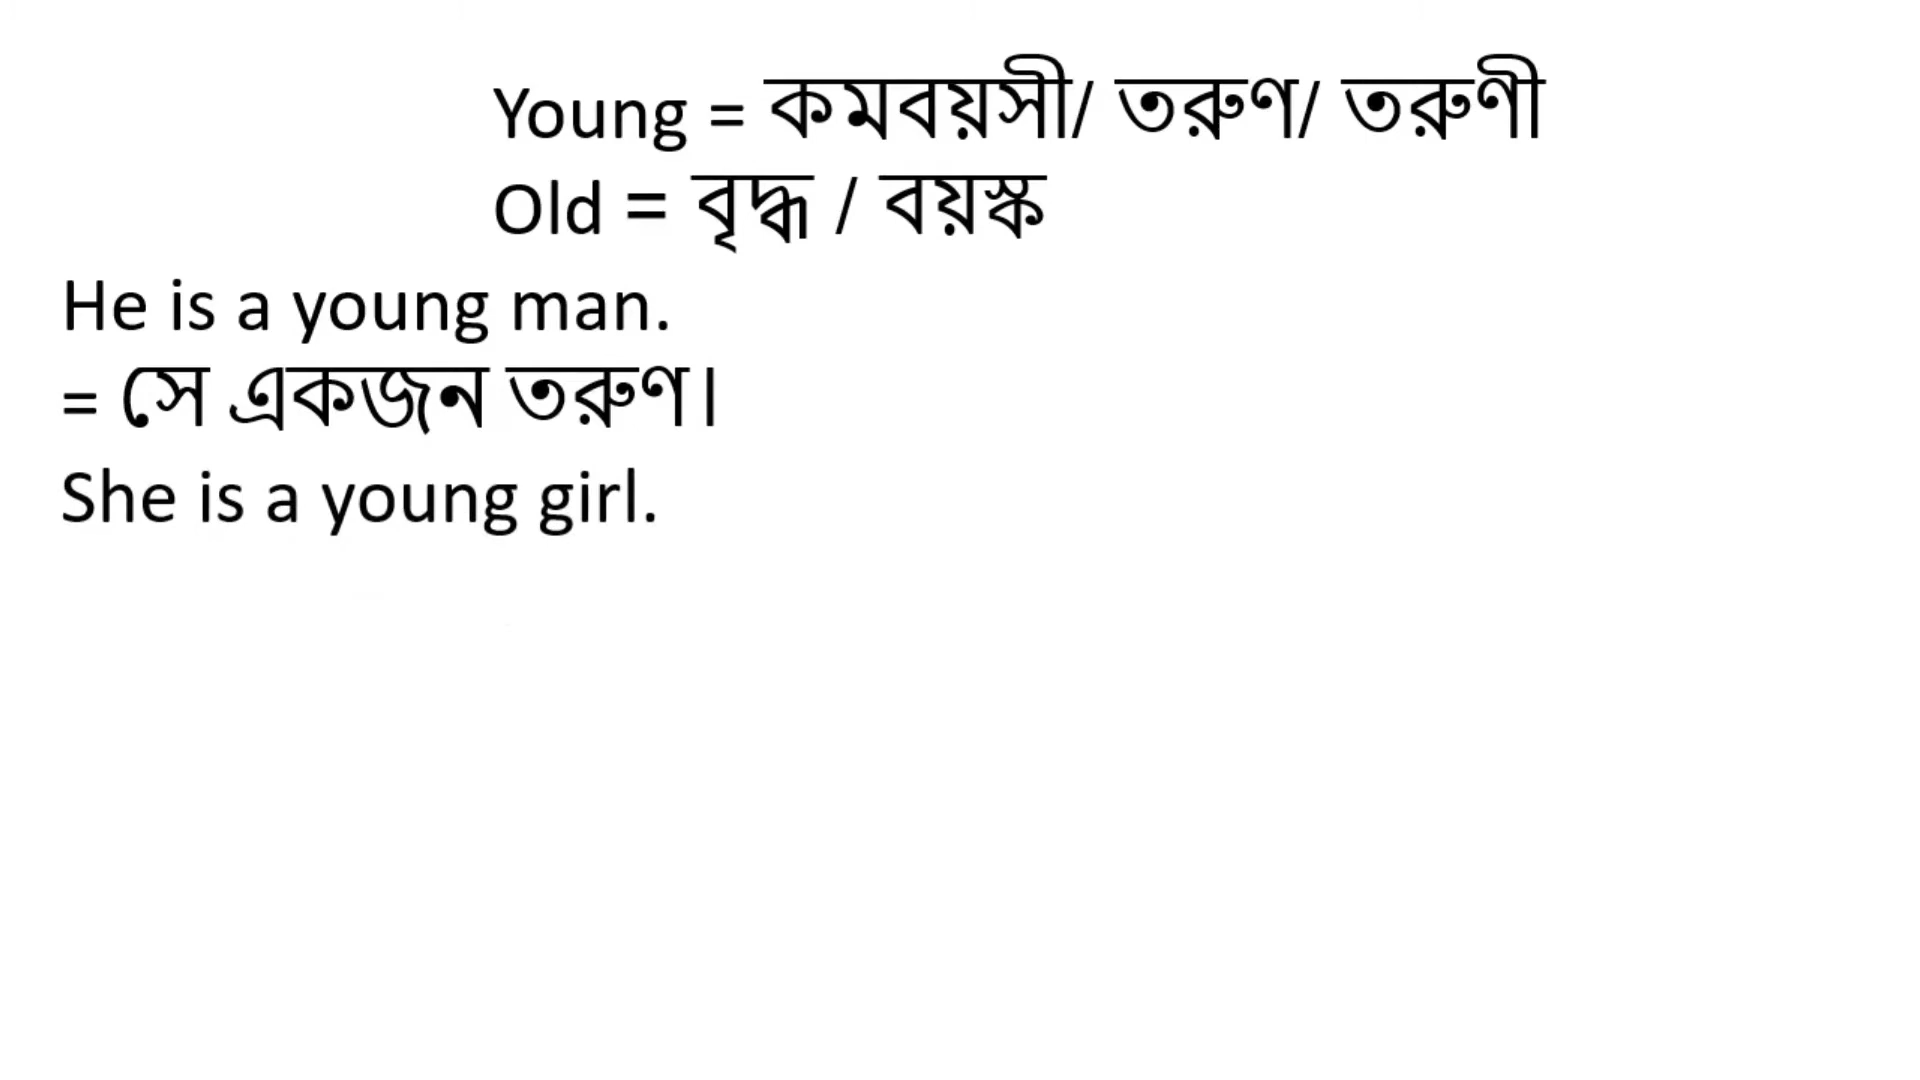 Young = কমবয়সী/ তরুণ/ তরুণী
Old = বৃদ্ধ / বয়স্ক
He is a young man.
= সে একজন তরুণ।
She is a young girl.